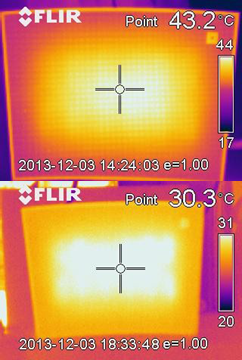 FLIR Point 43.2°C
44
17
2013-12-03 14:24:03 e=1.00
FLIR Point 30.3°C
31
20
2013-12-03 18:33:48 e=1.00